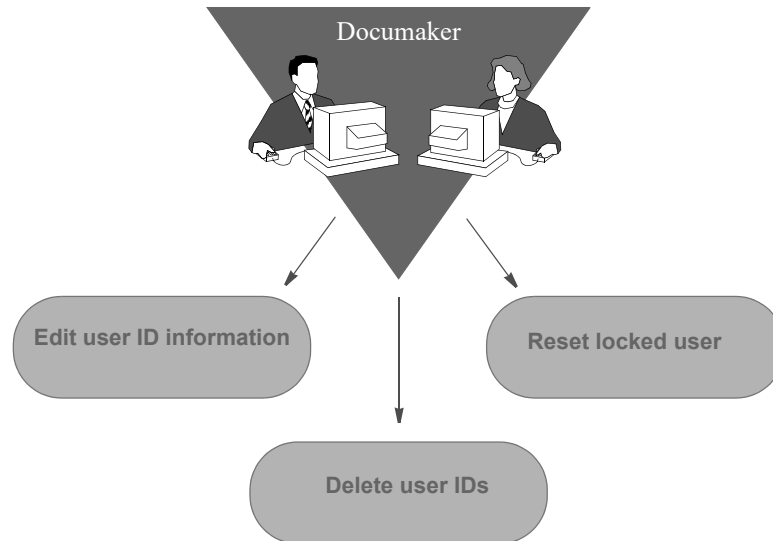 Documaker
Edit user ID information
Reset locked user
Delete user IDs